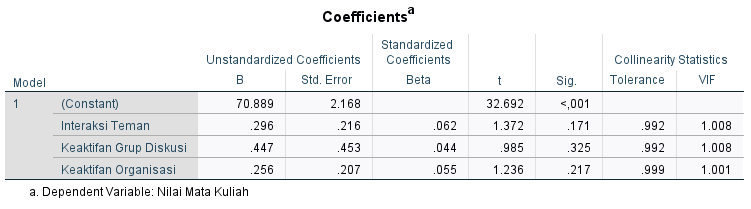 Coefficientsa
Unstandardized Coefficients Standardized Coefficients Collinearity Statistics
Model B Std. Error Beta t Sig. Tolerance VIF
1 (Constant) 70.889 2.168 32.692 <,001
Interaksi Teman .296 .216 .062 1.372 .171 .992 1.008
Keaktifan Grup Diskusi .447 .453 .044 .985 .325 .992 1.008
Keaktifan Organisasi .256 .207 .055 1.236 .217 .999 1.001
a. Dependent Variable: Nilai Mata Kuliah